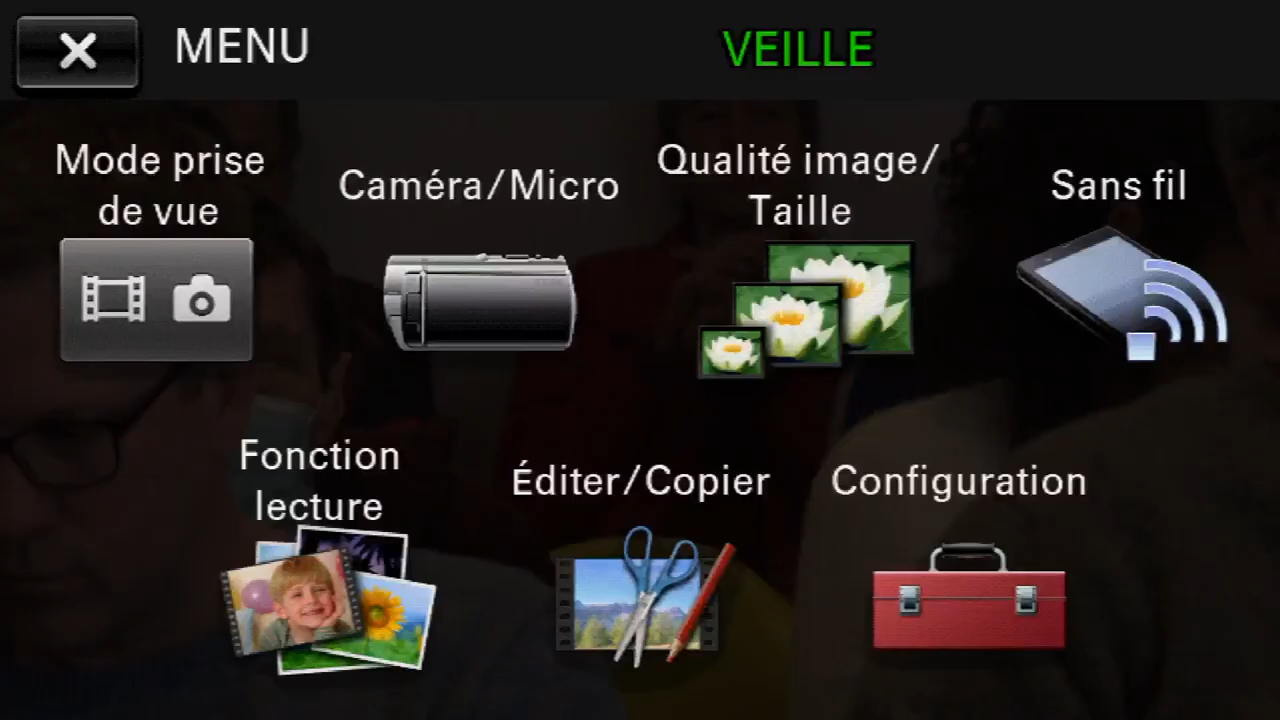 MENU
VEILLE
Mode prise
de vue
Caméra/Micro
Qualité image/
Taille
Sans fil
Fonction
lecture
Éditer/Copier
Configuration